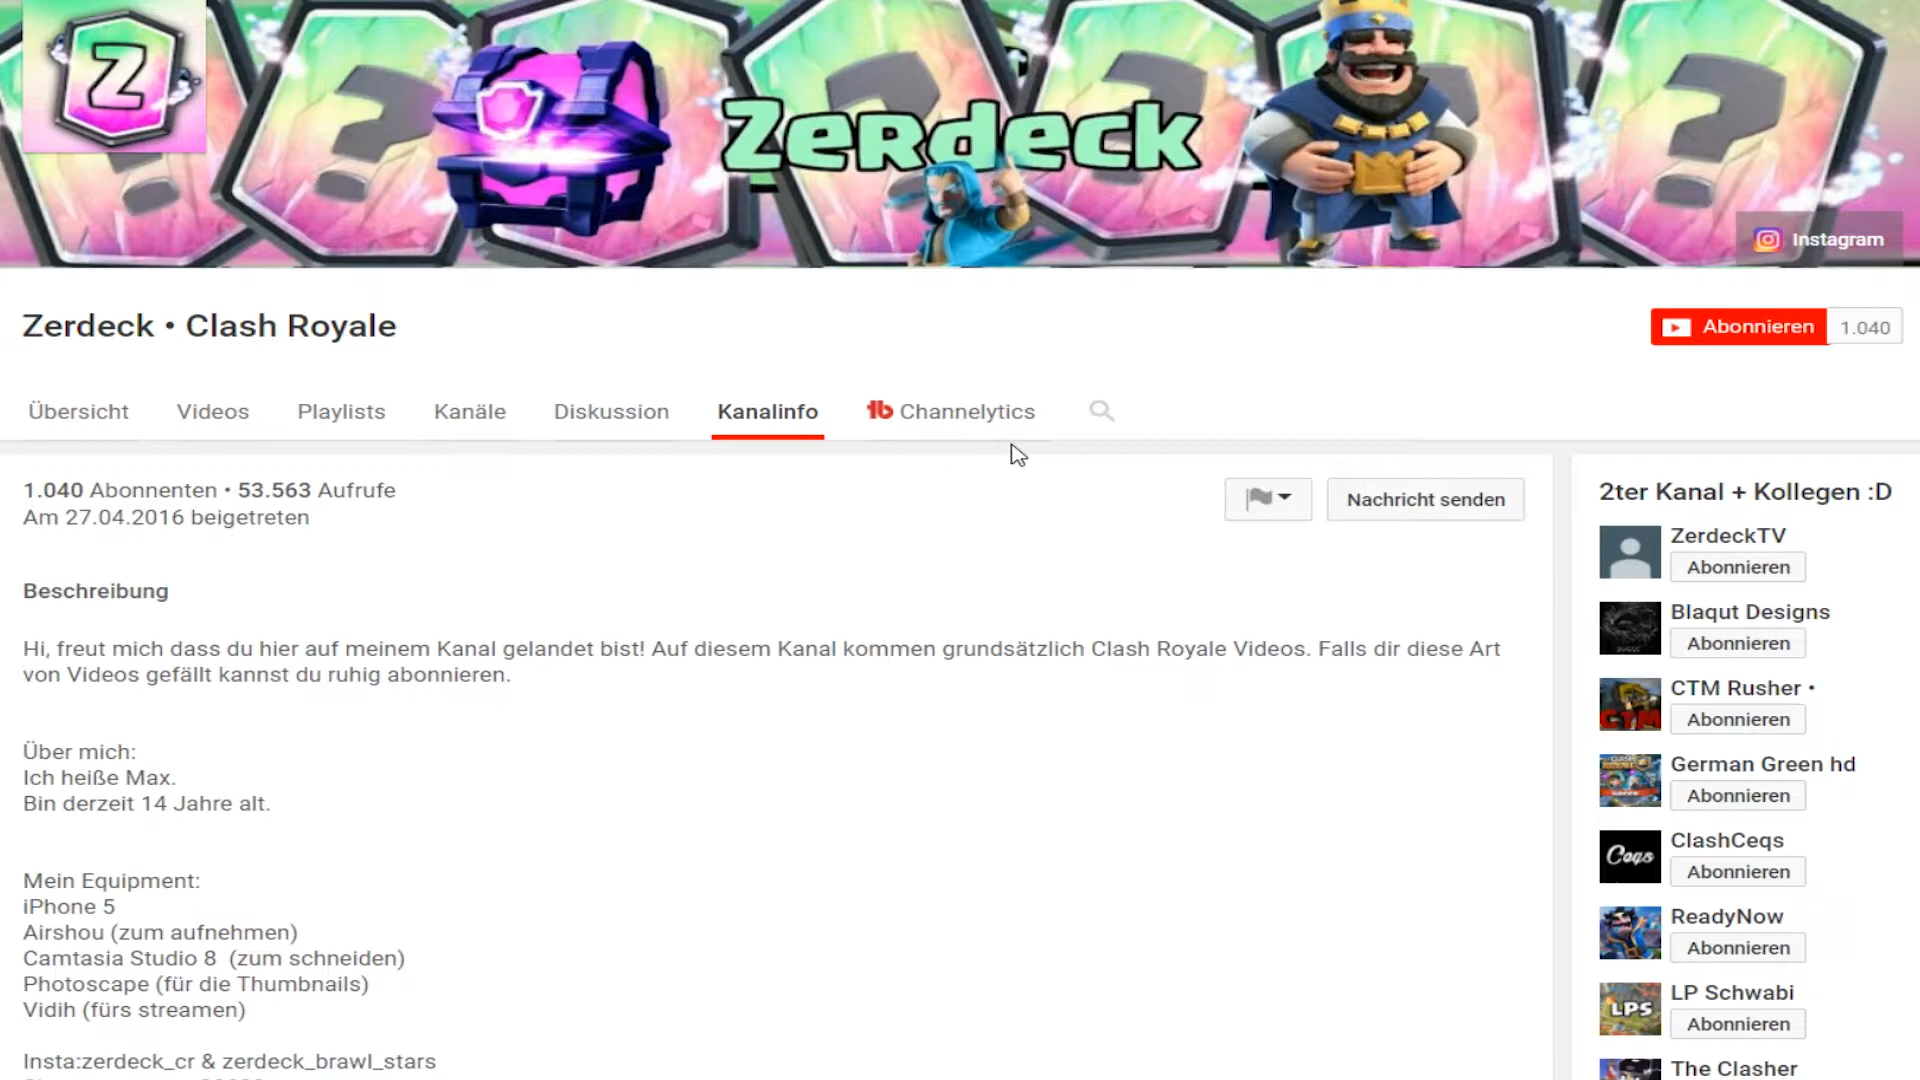 Z
Zerdeck
Instagram
Zerdeck • Clash Royale
Abonnieren 1.040
Übersicht Videos Playlists Kanäle Diskussion Kanalinfo tb Channelytics
1.040 Abonnenten • 53.563 Aufrufe
Am 27.04.2016 beigetreten
Nachricht senden
Beschreibung
Hi, freut mich dass du hier auf meinem Kanal gelandet bist! Auf diesem Kanal kommen grundsätzlich Clash Royale Videos. Falls dir diese Art
von Videos gefällt kannst du ruhig abonnieren.
Über mich:
Ich heiße Max.
Bin derzeit 14 Jahre alt.
Mein Equipment:
iPhone 5
Airshou (zum aufnehmen)
Camtasia Studio 8 (zum schneiden)
Photoscape (für die Thumbnails)
Vidih (fürs streamen)
Insta:zerdeck_cr & zerdeck_brawl_stars
2ter Kanal + Kollegen :D
ZerdeckTV
Abonnieren
Blaqut Designs
Abonnieren
CTM Rusher •
CTM
Abonnieren
German Green hd
Abonnieren
ClashCeqs
Ceqs
Abonnieren
ReadyNow
Abonnieren
LP Schwabi
LPS
Abonnieren
The Clasher